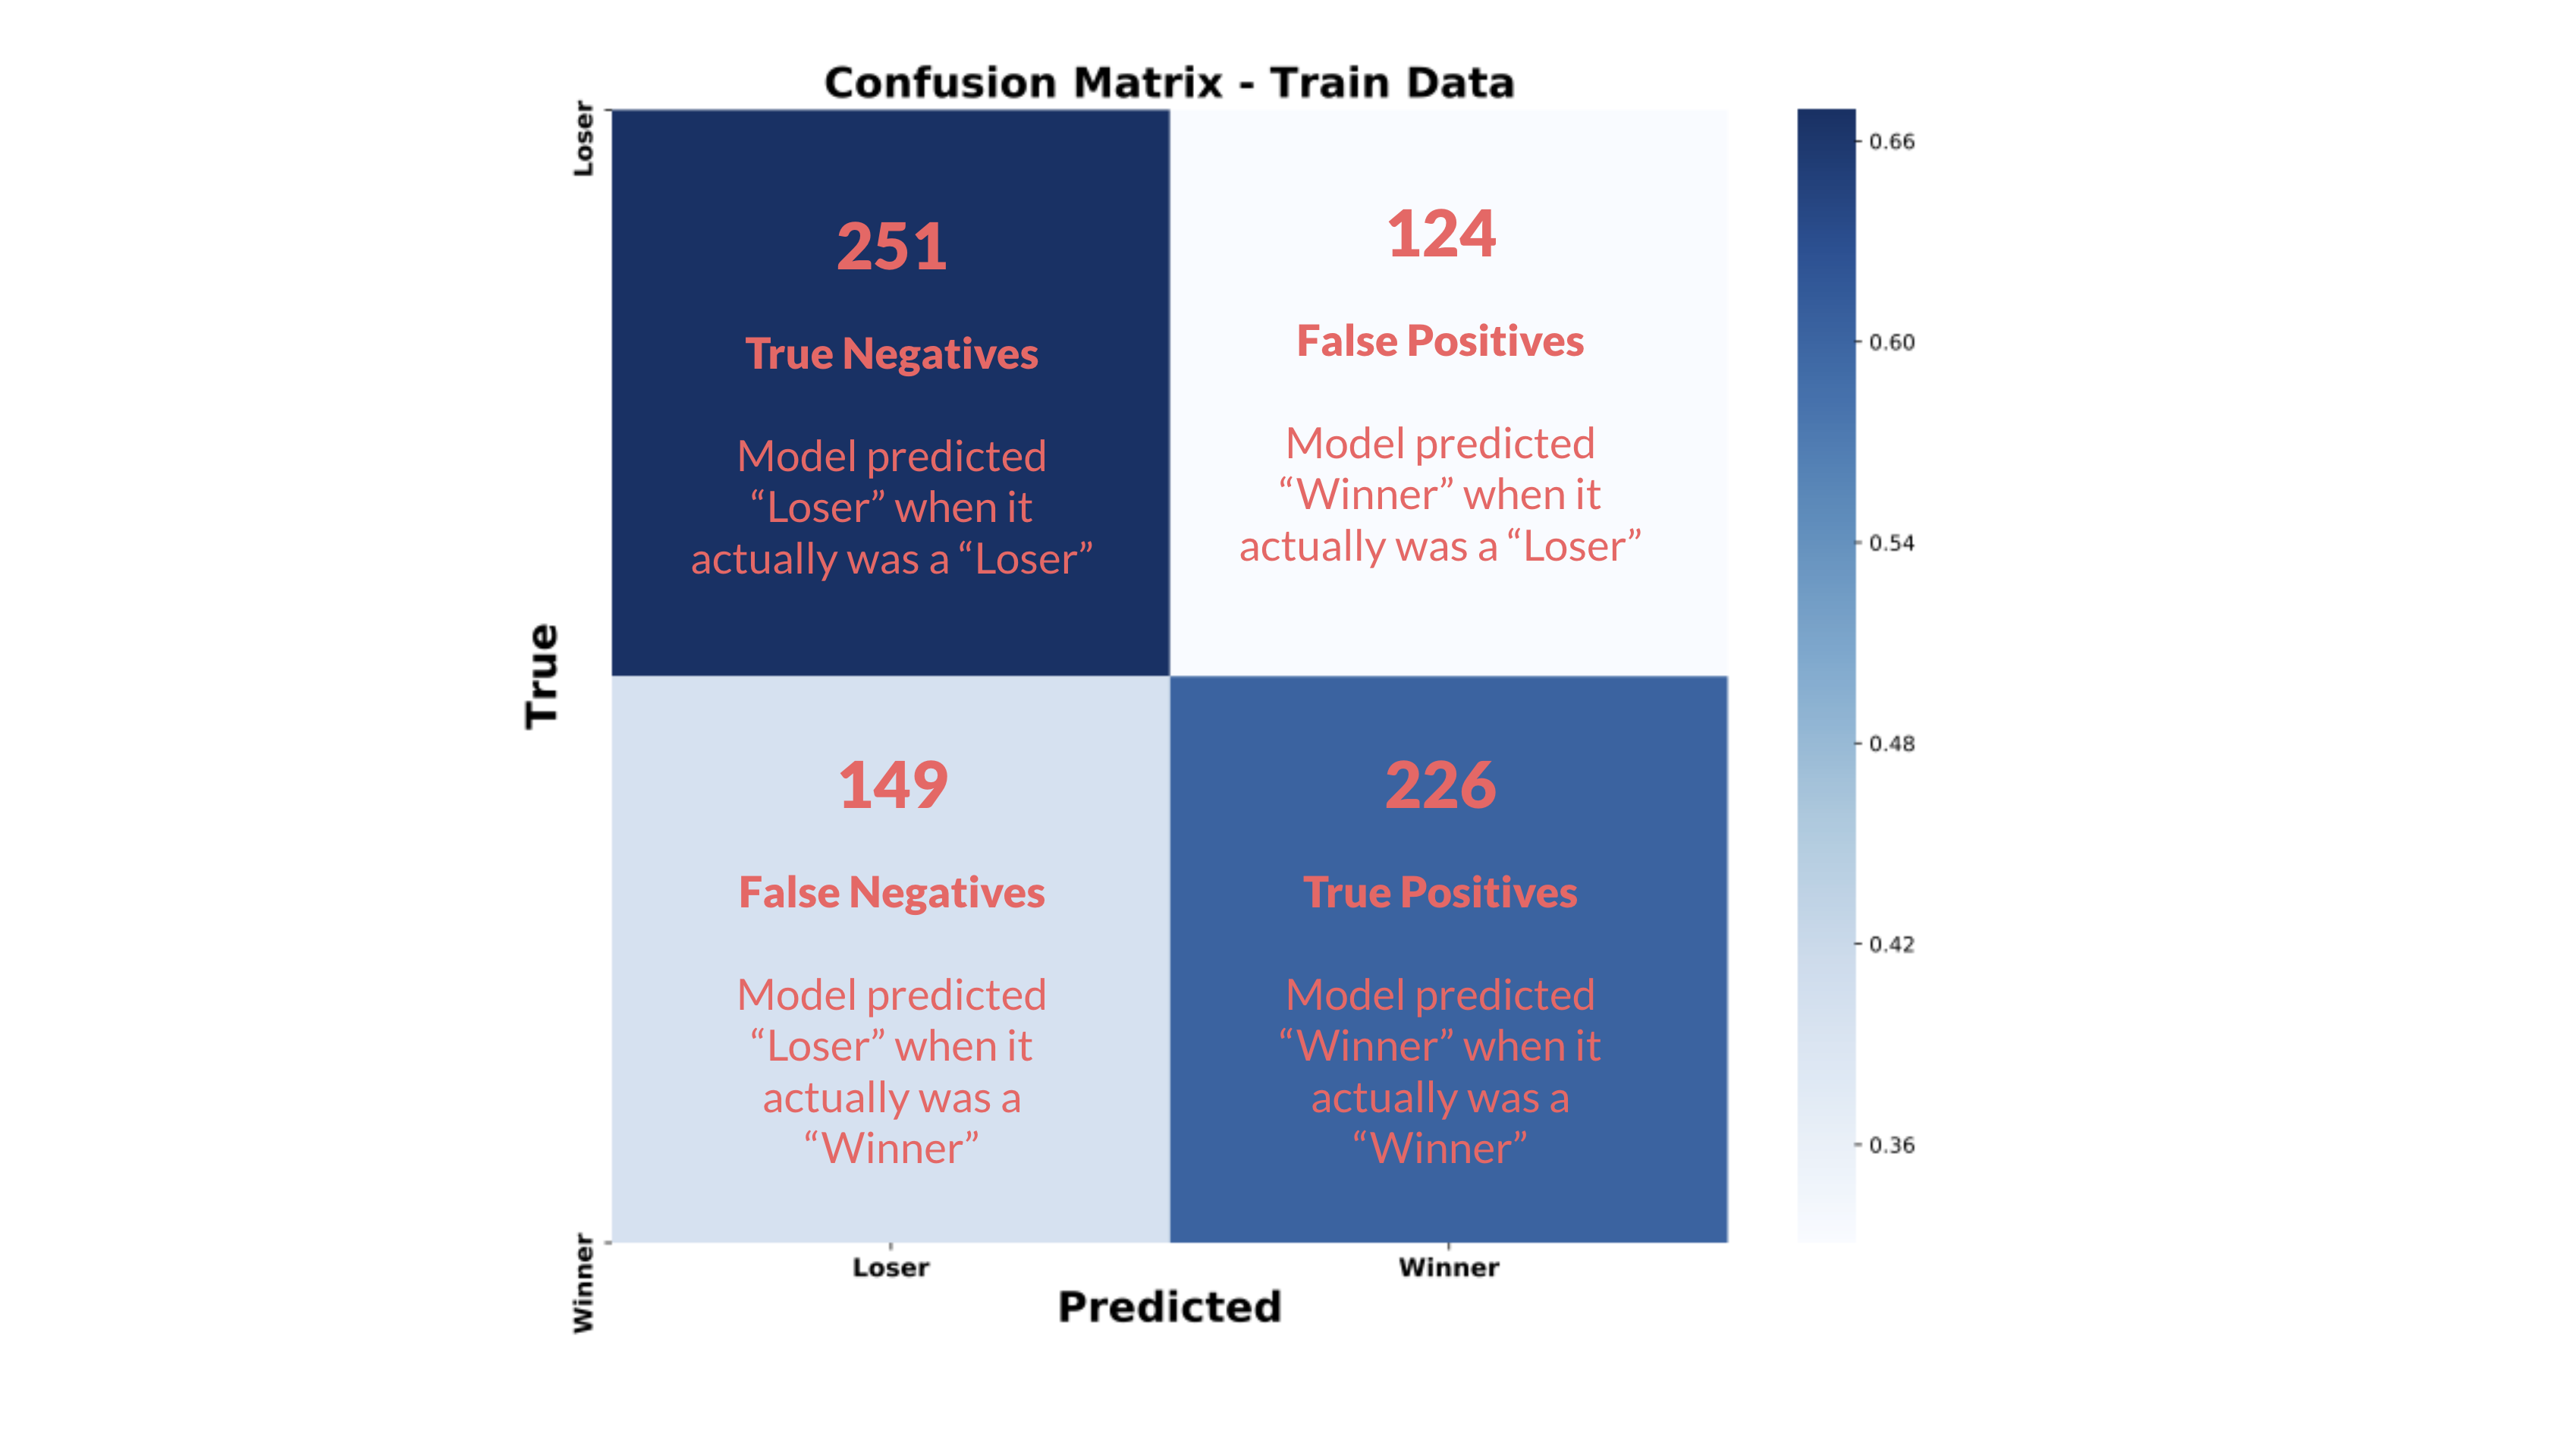 Confusion Matrix - Train Data
Loser
251
True Negatives
Model predicted
“Loser” when it
actually was a “Loser”
124
False Positives
Model predicted
“Winner” when it
actually was a “Loser”
True
149
False Negatives
Model predicted
“Loser” when it
actually was a
“Winner”
226
True Positives
Model predicted
“Winner” when it
actually was a
“Winner”
Winner
Loser
Winner
Predicted
0.66
0.60
0.54
0.48
0.42
0.36